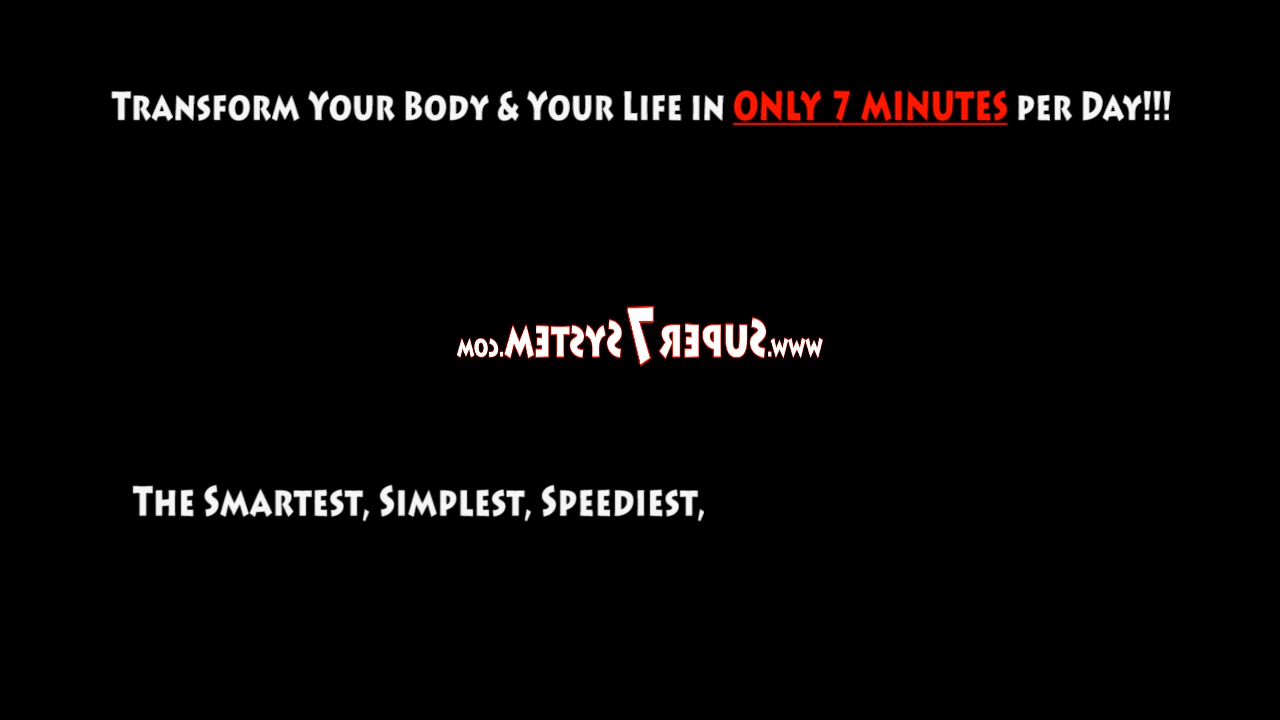 Transform Your Body & Your Life in ONLY 7 MINUTES per Day!!!
www.Super7system.com
The Smartest, Simplest, Speediest,